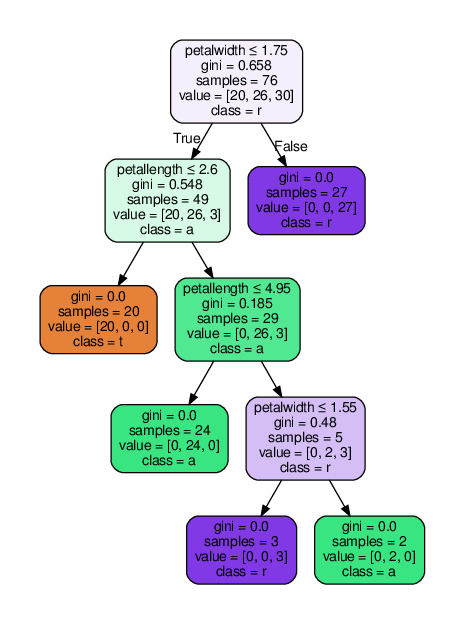 petalwidth ≤ 1.75
gini = 0.658
samples = 76
value = [20, 26, 30]
class = r
True
False
petallength ≤ 2.6
gini = 0.548
samples = 49
value = [20, 26, 3]
class = a
gini = 0.0
samples = 27
value = [0, 0, 27]
class = r
gini = 0.0
samples = 20
value = [20, 0, 0]
class = t
petallength ≤ 4.95
gini = 0.185
samples = 29
value = [0, 26, 3]
class = a
gini = 0.0
samples = 24
value = [0, 24, 0]
class = a
petalwidth ≤ 1.55
gini = 0.48
samples = 5
value = [0, 2, 3]
class = r
gini = 0.0
samples = 3
value = [0, 0, 3]
class = r
gini = 0.0
samples = 2
value = [0, 2, 0]
class = a